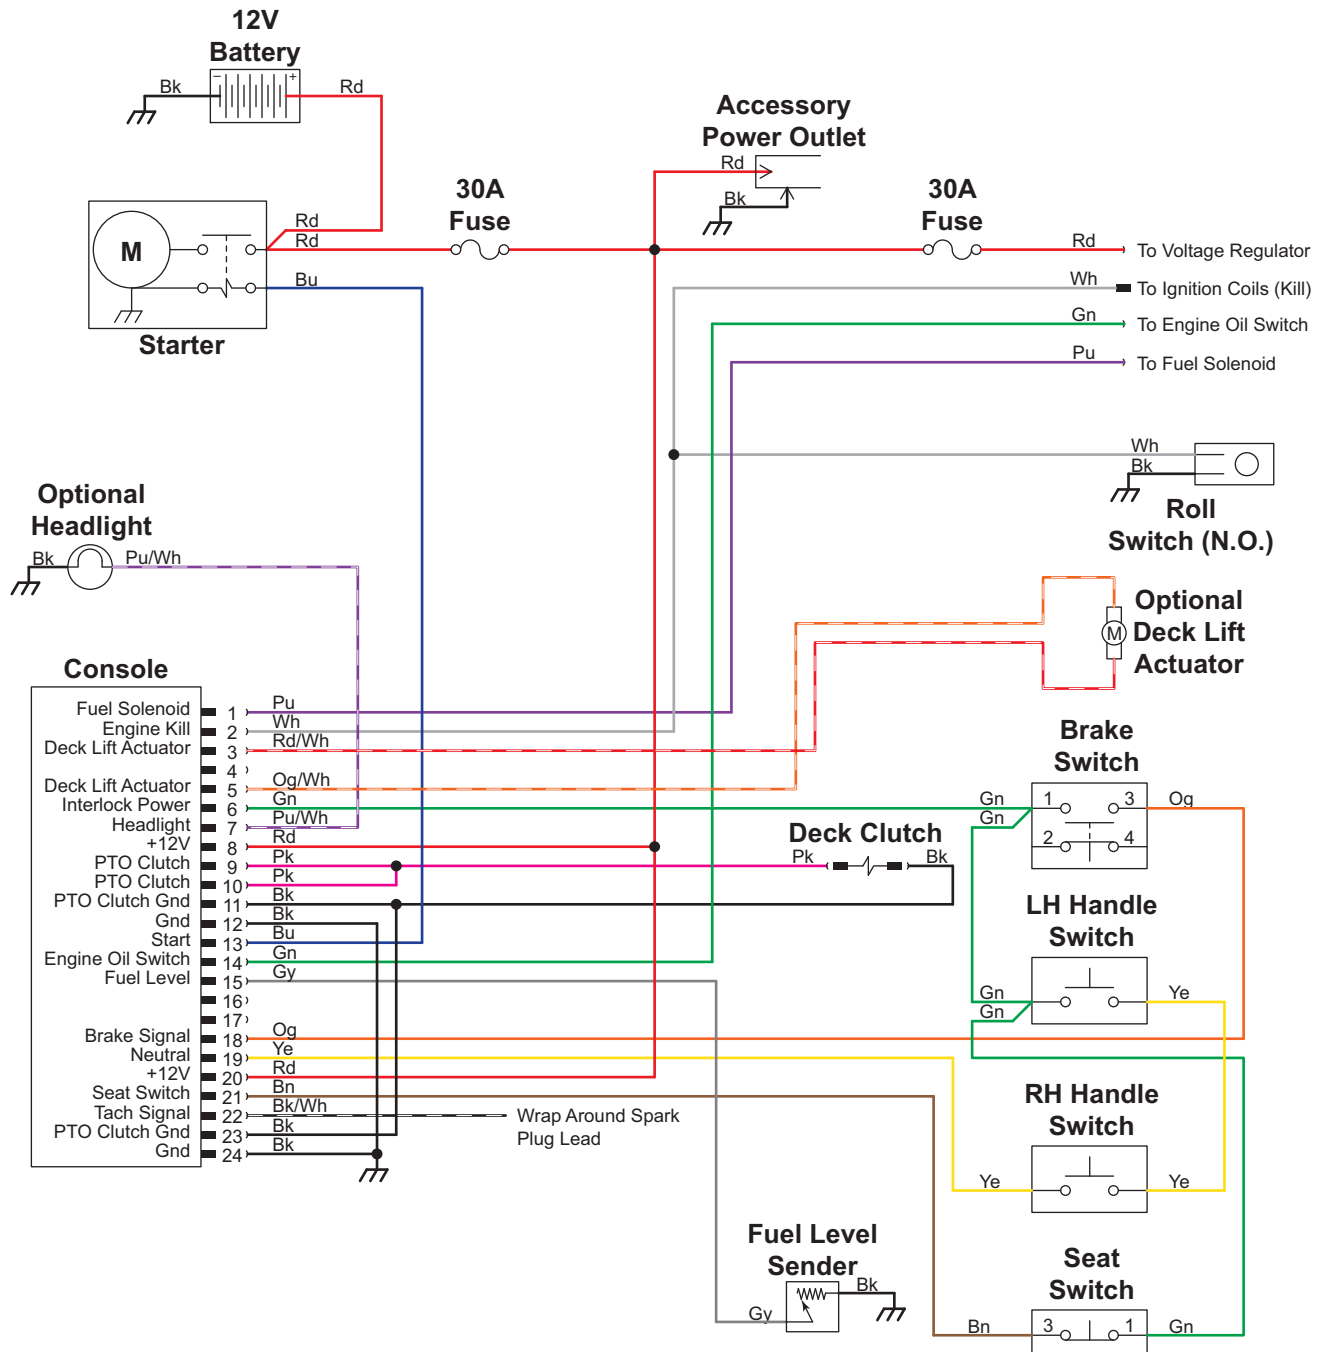 12V
Battery
Bk
−
+
Rd
Accessory
Power Outlet
Rd
Bk
30A
Fuse
30A
Fuse
Rd
Rd
M
Bu
Starter
Rd
To Voltage Regulator
Wh
To Ignition Coils (Kill)
Gn
To Engine Oil Switch
Pu
To Fuel Solenoid
Wh
Bk
Roll
Switch (N.O.)
Optional
Headlight
Bk
Pu/Wh
Optional
Deck Lift
Actuator
M
Console
Fuel Solenoid 1 Pu
Engine Kill 2 Wh
Deck Lift Actuator 3 Rd/Wh
4
Deck Lift Actuator 5 Og/Wh
Interlock Power 6 Gn
Headlight 7 Pu/Wh
+12V 8 Rd
PTO Clutch 9 Pk
PTO Clutch 10 Pk
PTO Clutch Gnd 11 Bk
Gnd 12 Bk
Start 13 Bu
Engine Oil Switch 14 Gn
Fuel Level 15 Gy
16
17
Brake Signal 18 Og
Neutral 19 Ye
+12V 20 Rd
Seat Switch 21 Bn
Tach Signal 22 Bk/Wh
PTO Clutch Gnd 23 Bk
Gnd 24 Bk
Wrap Around Spark
Plug Lead
Deck Clutch
Pk
Bk
Brake
Switch
Gn
Gn
1
3
Og
2
4
LH Handle
Switch
Gn
Gn
Ye
RH Handle
Switch
Ye
Ye
Fuel Level
Sender
Gy
Bk
Seat
Switch
Bn
3
1
Gn